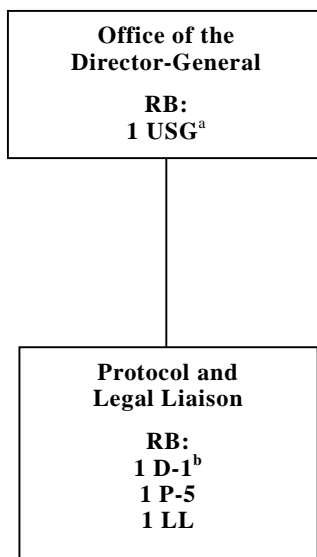 Office of the
Director-General
RB:
1 USGᵃ
Protocol and
Legal Liaison
RB:
1 D-1ᵇ
1 P-5
1 LL